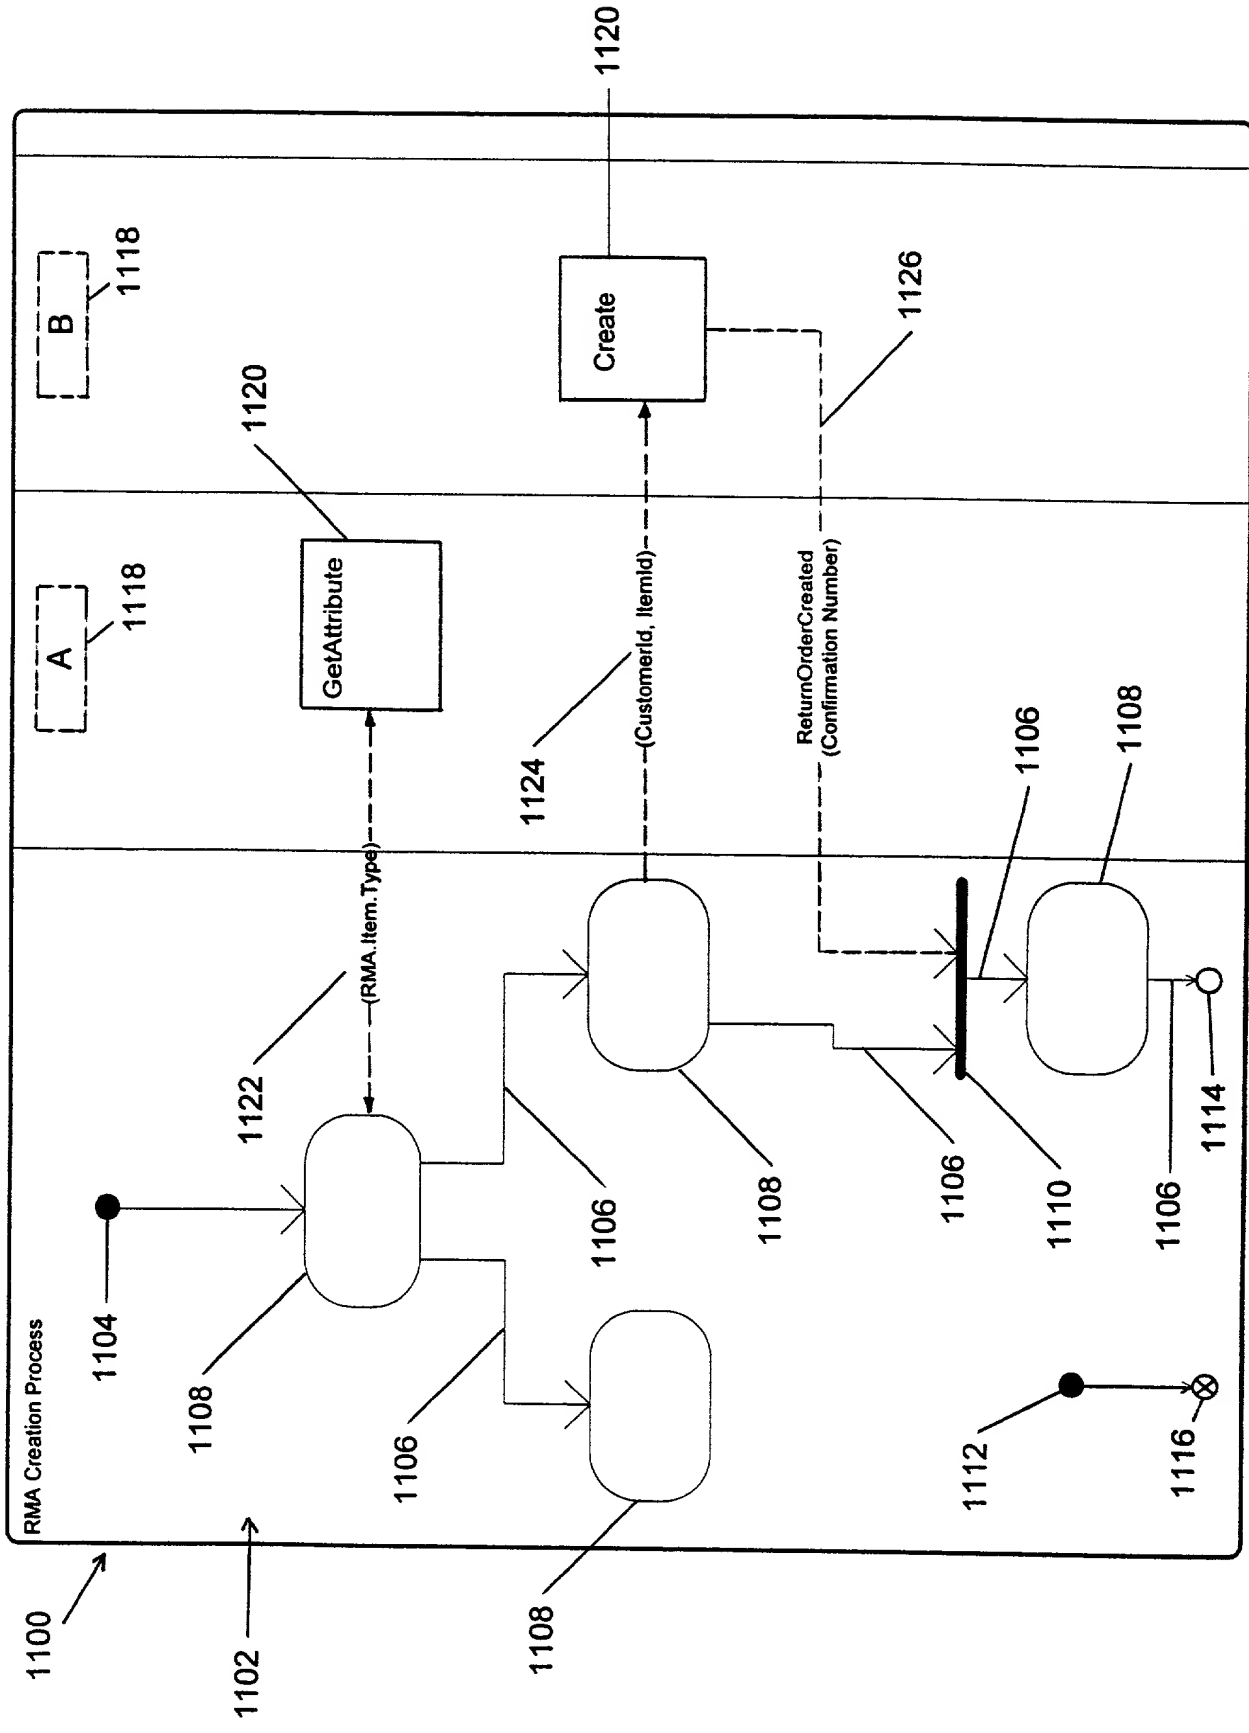 1100
1102
RMA Creation Process
1104
1108
1106
1108
1112
1116
1122
(RMA.Item.Type)
1106
1108
1106
1110
1106
1114
A
1118
GetAttribute
1120
1124
(CustomerId, ItemId)
ReturnOrderCreated
(Confirmation Number)
1106
1108
B
1118
Create
1120
1126